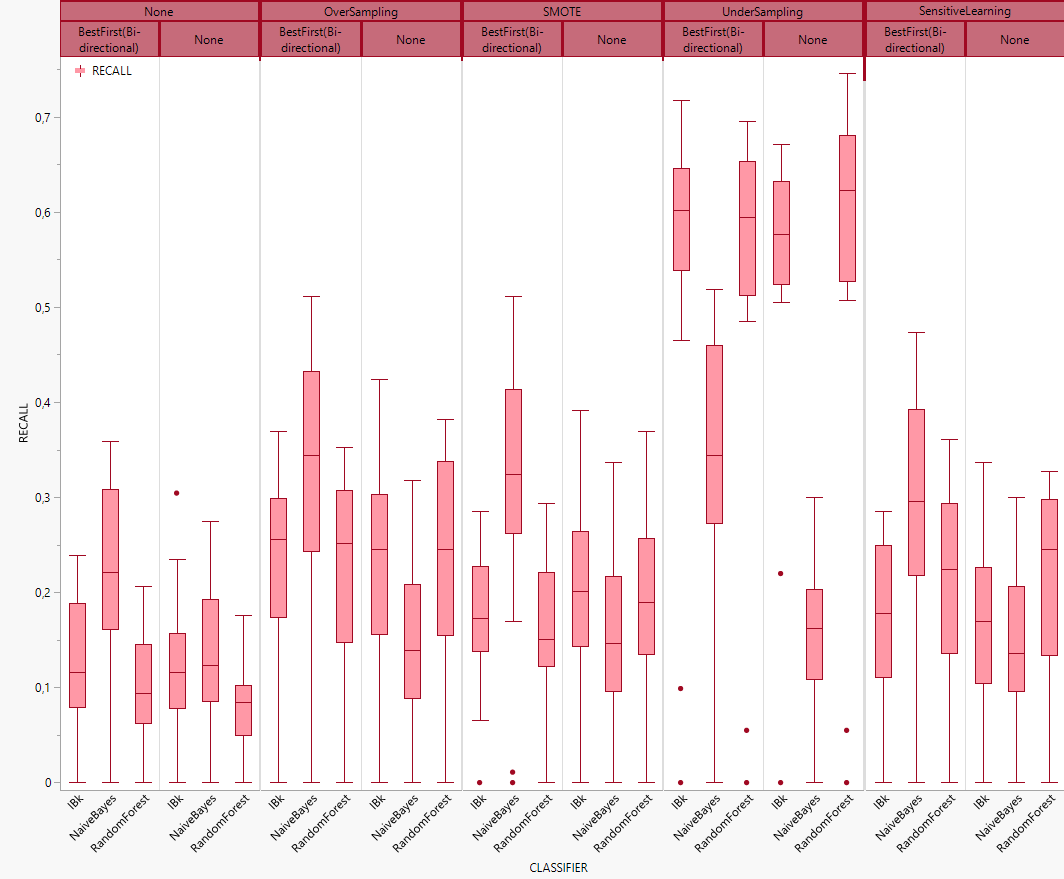 None OverSampling SMOTE UnderSampling SensitiveLearning
BestFirst(Bi-directional) None BestFirst(Bi-directional) None BestFirst(Bi-directional) None BestFirst(Bi-directional) None BestFirst(Bi-directional) None
RECALL
0,7
0,6
0,5
0,4
0,3
0,2
0,1
0
RECALL
IBk NaiveBayes RandomForest IBk NaiveBayes RandomForest IBk NaiveBayes RandomForest IBk NaiveBayes RandomForest IBk NaiveBayes RandomForest IBk NaiveBayes RandomForest IBk NaiveBayes RandomForest IBk NaiveBayes RandomForest IBk NaiveBayes RandomForest IBk NaiveBayes RandomForest
CLASSIFIER